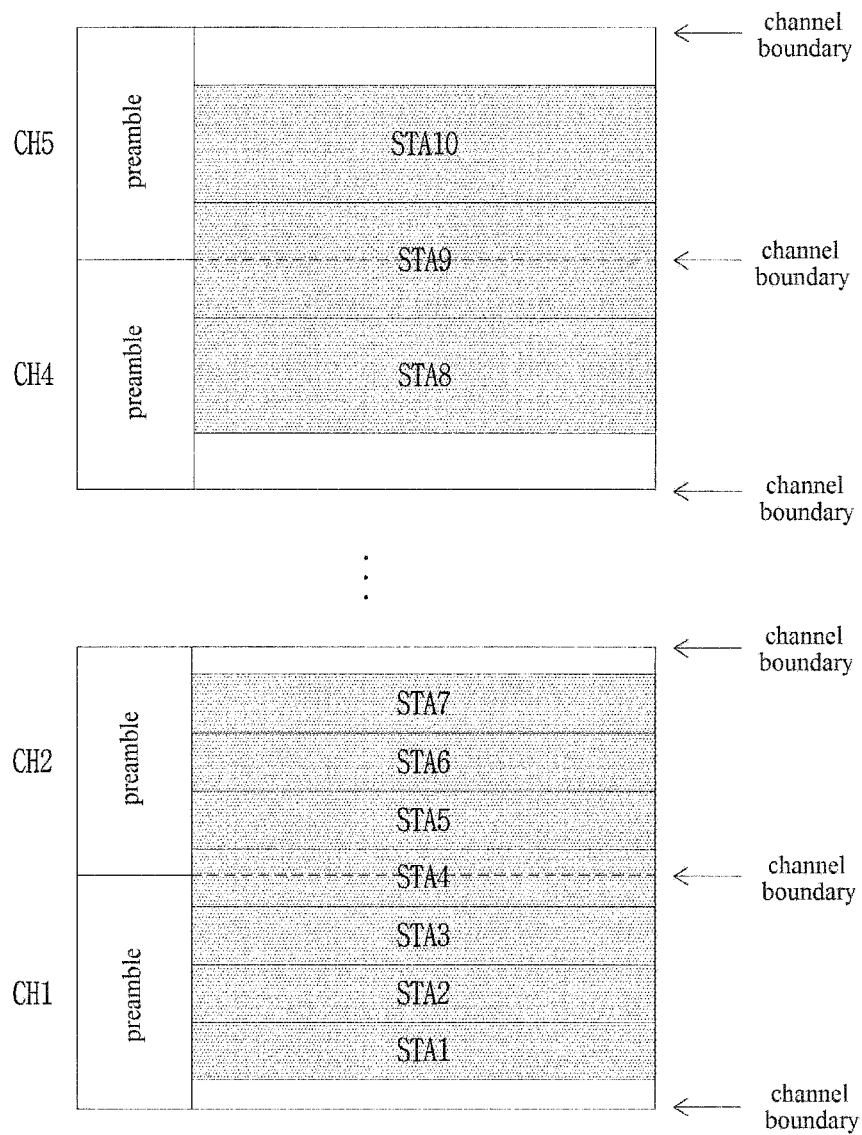 channel
boundary
CH5
preamble
STA10
STA9
channel
boundary
CH4
preamble
STA8
channel
boundary
channel
boundary
STA7
CH2
preamble
STA6
STA5
STA4
channel
boundary
STA3
CH1
preamble
STA2
STA1
channel
boundary